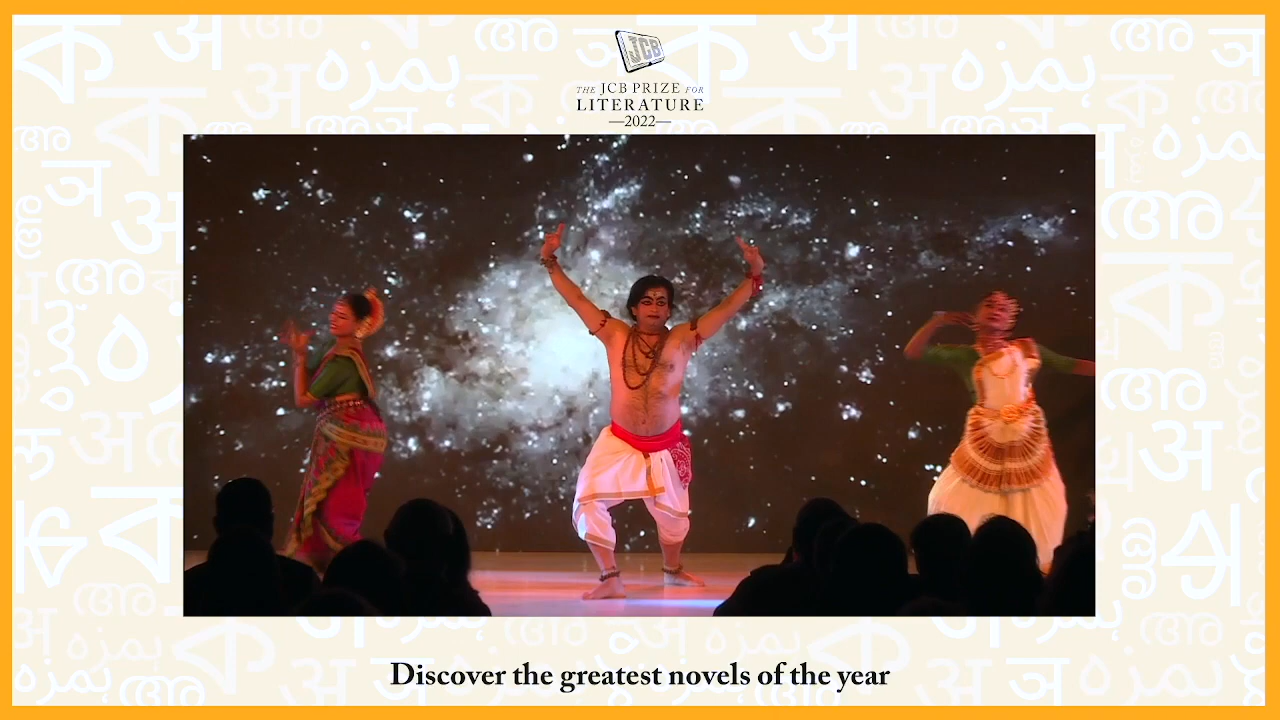 JCB
THE JCB PRIZE FOR
LITERATURE
—2022—
Discover the greatest novels of the year